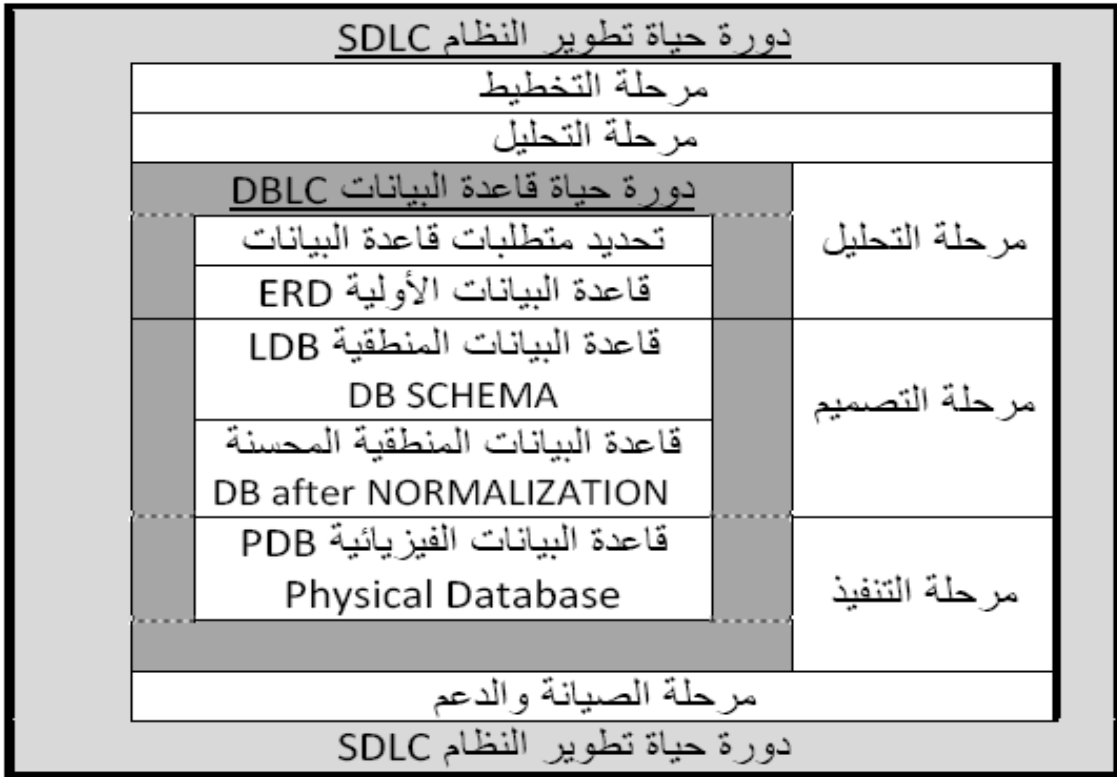 دورة حياة تطوير النظام SDLC
مرحلة التخطيط
مرحلة التحليل
مرحلة التحليل
دورة حياة قاعدة البيانات DBLC
تحديد متطلبات قاعدة البيانات
قاعدة البيانات الأولية ERD
مرحلة التصميم
قاعدة البيانات المنطقية LDB
DB SCHEMA
قاعدة البيانات المنطقية المحسنة
DB after NORMALIZATION
مرحلة التنفيذ
قاعدة البيانات الفيزيائية PDB
Physical Database
مرحلة الصيانة والدعم
دورة حياة تطوير النظام SDLC